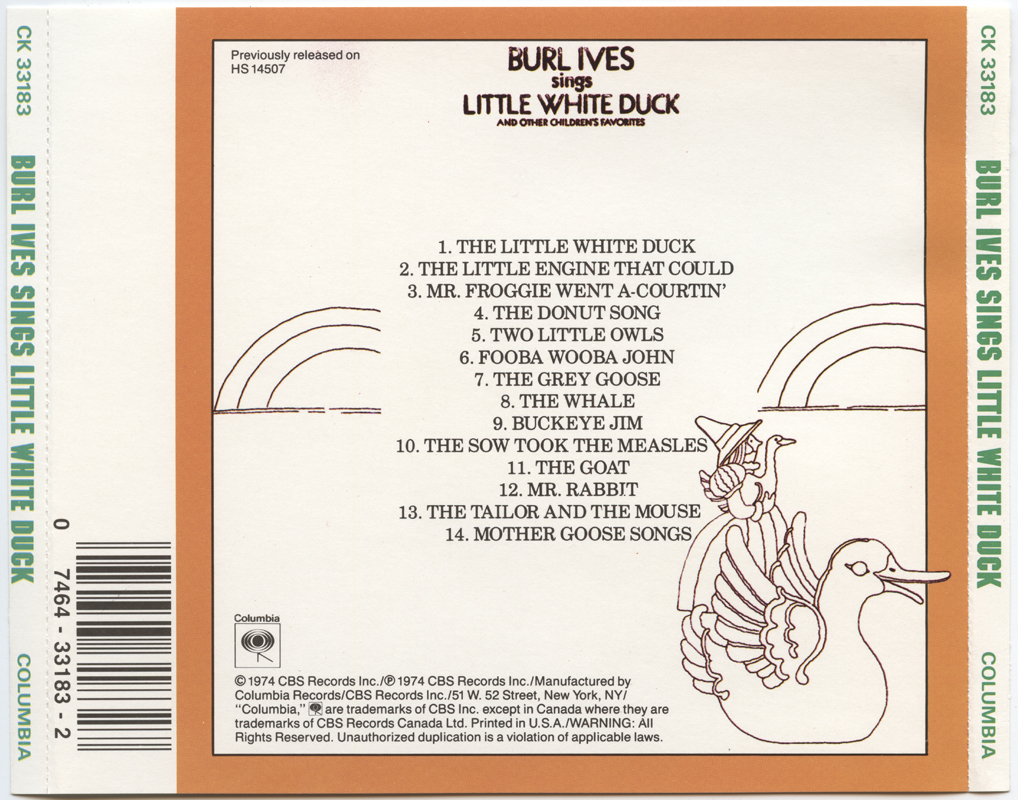 CK 33183
BURL IVES SINGS LITTLE WHITE DUCK
COLUMBIA
0 7464 - 33183 - 2
Previously released on
HS 14507
BURL IVES
sings
LITTLE WHITE DUCK
AND OTHER CHILDREN'S FAVORITES
1. THE LITTLE WHITE DUCK
2. THE LITTLE ENGINE THAT COULD
3. MR. FROGGIE WENT A-COURTIN'
4. THE DONUT SONG
5. TWO LITTLE OWLS
6. FOOBA WOOBA JOHN
7. THE GREY GOOSE
8. THE WHALE
9. BUCKEYE JIM
10. THE SOW TOOK THE MEASLES
11. THE GOAT
12. MR. RABBIT
13. THE TAILOR AND THE MOUSE
14. MOTHER GOOSE SONGS
Columbia
© 1974 CBS Records Inc./℗ 1974 CBS Records Inc./Manufactured by
Columbia Records/CBS Records Inc./51 W. 52 Street, New York, NY/
"Columbia," are trademarks of CBS Inc. except in Canada where they are
trademarks of CBS Records Canada Ltd. Printed in U.S.A./WARNING: All
Rights Reserved. Unauthorized duplication is a violation of applicable laws.
CK 33183
BURL IVES SINGS LITTLE WHITE DUCK
COLUMBIA